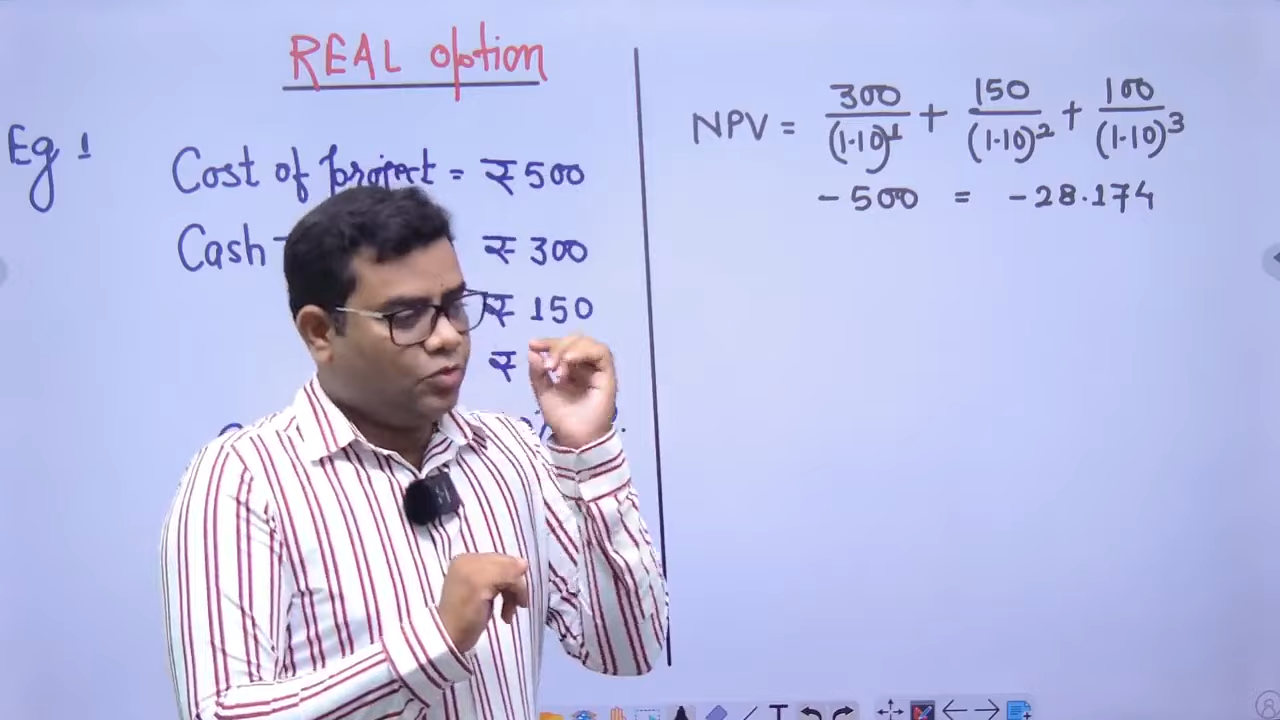 REAL option
Eg 1
Cost of project = ₹ 500
Cash
₹ 300
₹ 150
₹
NPV = 300/(1.10)^1 + 150/(1.10)^2 + 100/(1.10)^3
- 500 = - 28.174